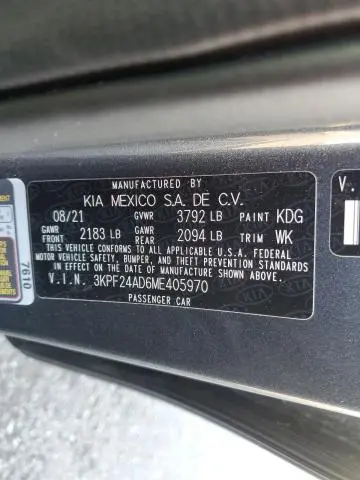 MANUFACTURED BY
KIA MEXICO S.A. DE C.V.
08/21 GVWR 3792 LB PAINT KDG
GAWR FRONT 2183 LB GAWR REAR 2094 LB TRIM WK
THIS VEHICLE CONFORMS TO ALL APPLICABLE U.S.A. FEDERAL
MOTOR VEHICLE SAFETY, BUMPER, AND THEFT PREVENTION STANDARDS
IN EFFECT ON THE DATE OF MANUFACTURE SHOWN ABOVE.
V.I.N. 3KPF24AD6ME405970
PASSENGER CAR
7610
V.